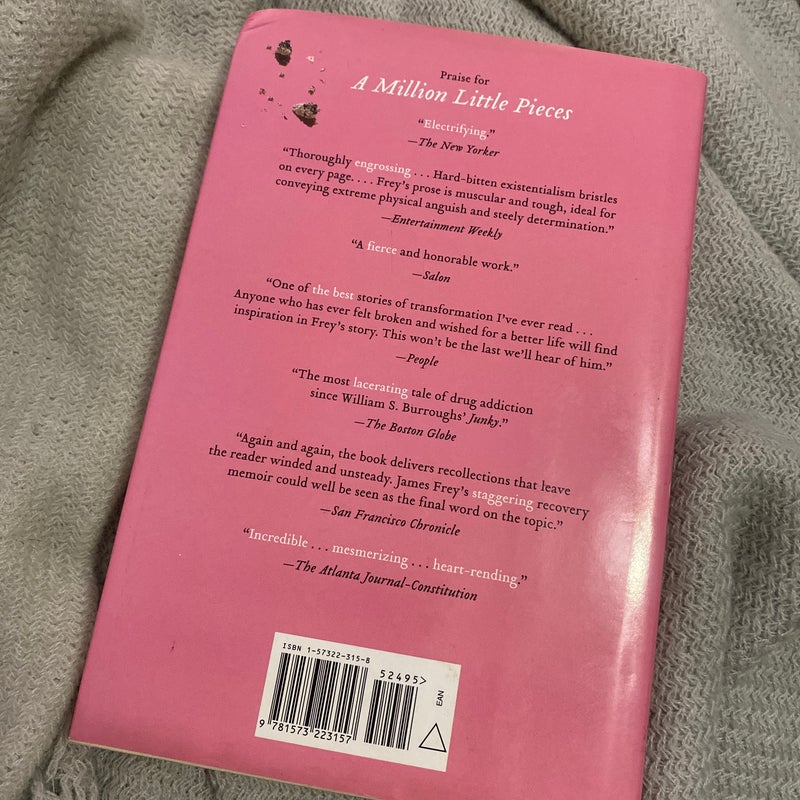 Praise for
A Million Little Pieces
“Electrifying.”
—The New Yorker
“Thoroughly engrossing . . . Hard-bitten existentialism bristles
on every page. . . . Frey’s prose is muscular and tough, ideal for
conveying extreme physical anguish and steely determination.”
—Entertainment Weekly
“A fierce and honorable work.”
—Salon
“One of the best stories of transformation I’ve ever read . . .
Anyone who has ever felt broken and wished for a better life will find
inspiration in Frey’s story. This won’t be the last we’ll hear of him.”
—People
“The most lacerating tale of drug addiction
since William S. Burroughs’ Junky.”
—The Boston Globe
“Again and again, the book delivers recollections that leave
the reader winded and unsteady. James Frey’s staggering recovery
memoir could well be seen as the final word on the topic.”
—San Francisco Chronicle
“Incredible . . . mesmerizing . . . heart-rending.”
—The Atlanta Journal-Constitution
ISBN 1-57322-315-8
52495>
EAN
9 781573 223157